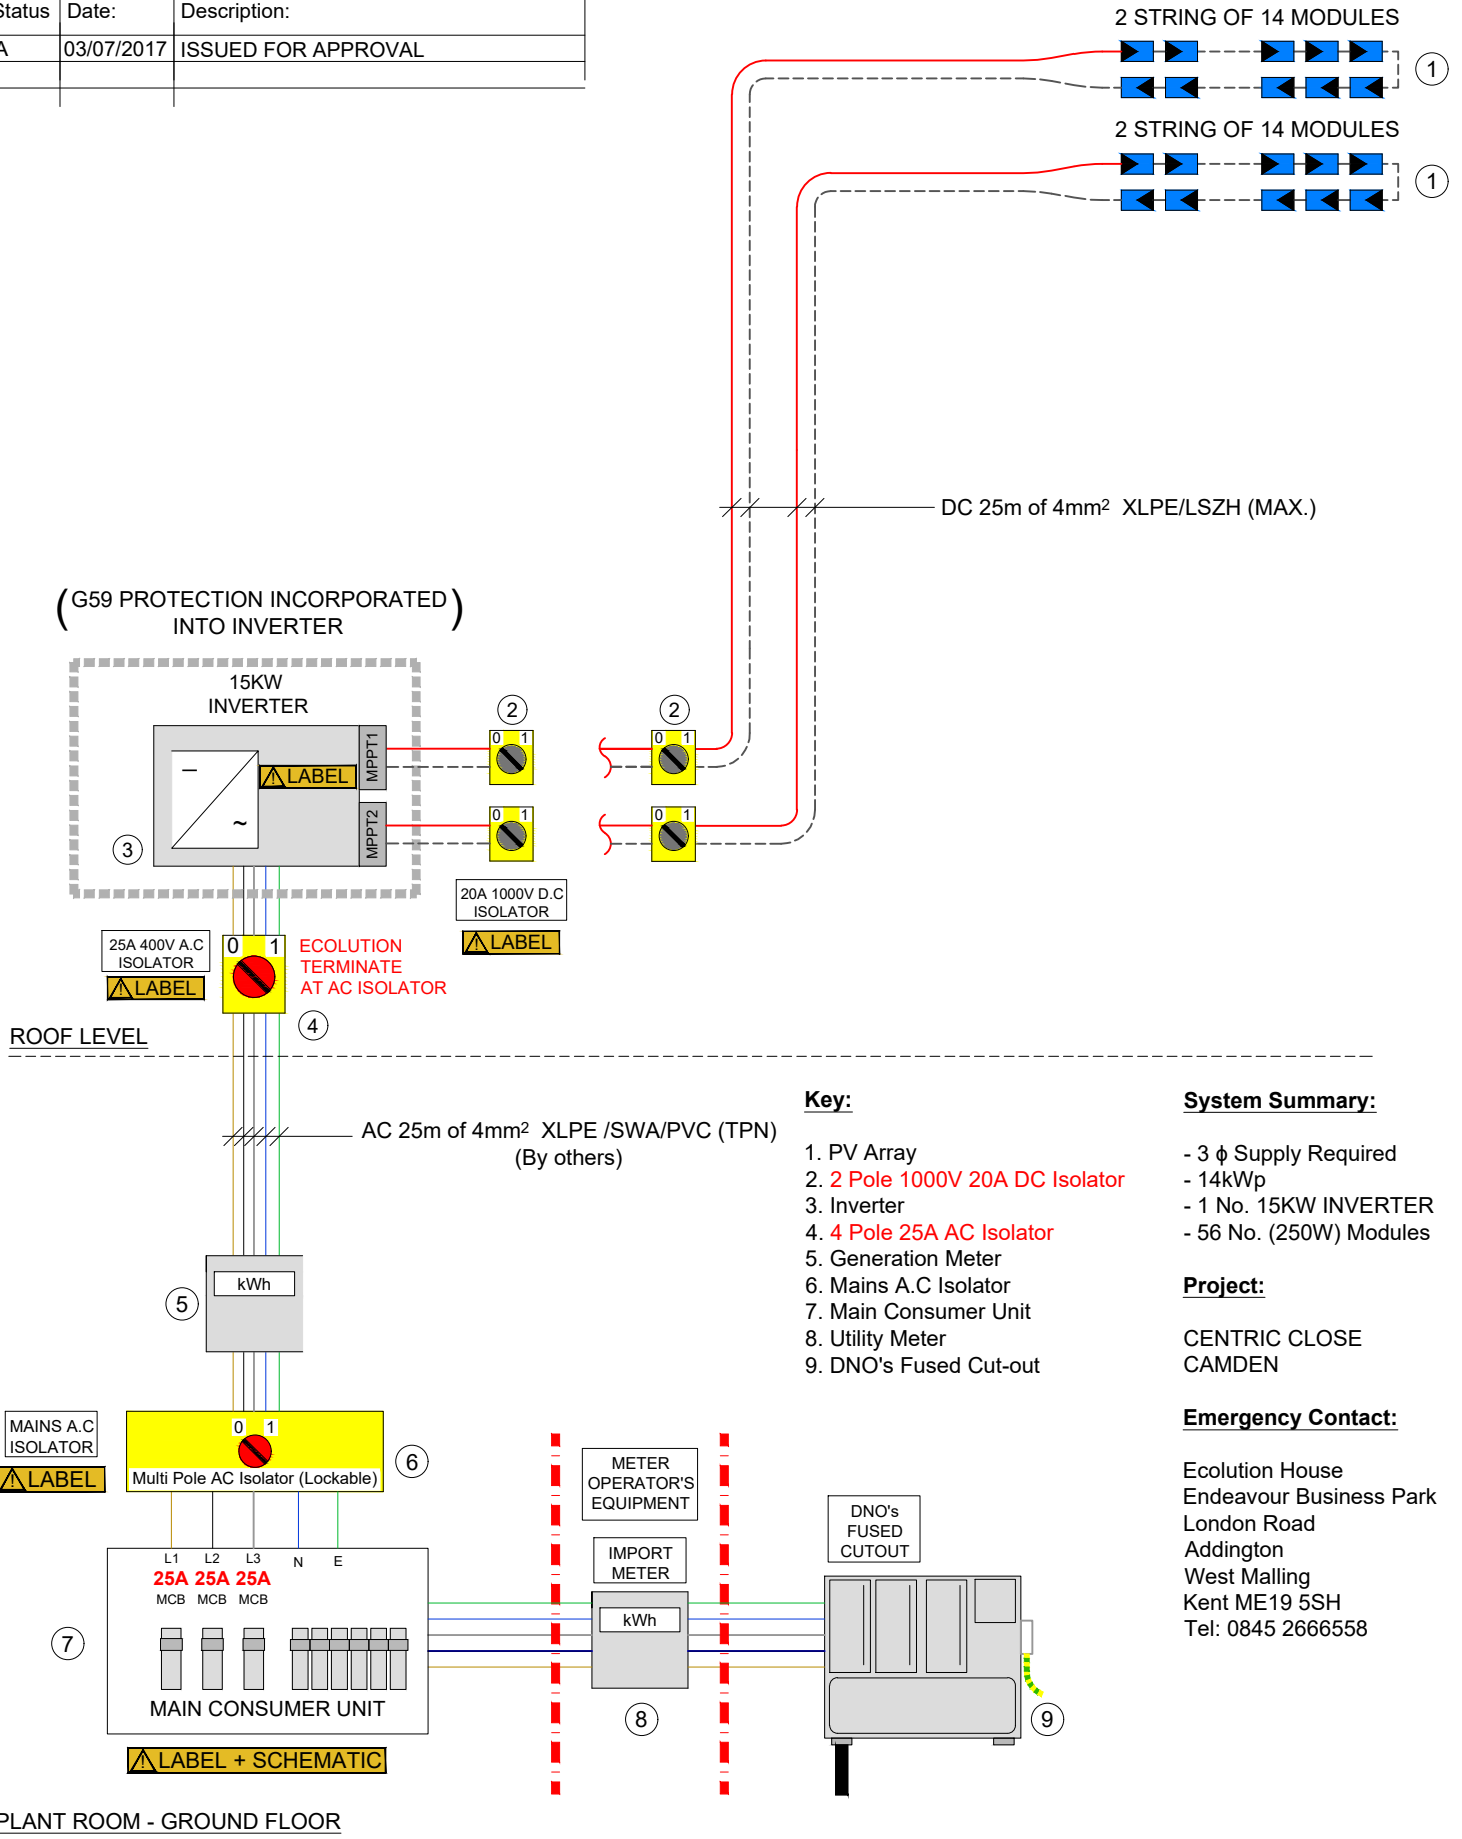 Status Date: Description:
A 03/07/2017 ISSUED FOR APPROVAL
2 STRING OF 14 MODULES
1
2 STRING OF 14 MODULES
1
DC 25m of 4mm² XLPE/LSZH (MAX.)
(G59 PROTECTION INCORPORATED
INTO INVERTER)
15KW
INVERTER
MPPT1
LABEL
MPPT2
3
2
2
0 1
0 1
0 1
0 1
20A 1000V D.C
ISOLATOR
LABEL
25A 400V A.C
ISOLATOR
LABEL
0 1
ECOLUTION
TERMINATE
AT AC ISOLATOR
4
ROOF LEVEL
AC 25m of 4mm² XLPE /SWA/PVC (TPN)
(By others)
Key:
1. PV Array
2. 2 Pole 1000V 20A DC Isolator
3. Inverter
4. 4 Pole 25A AC Isolator
5. Generation Meter
6. Mains A.C Isolator
7. Main Consumer Unit
8. Utility Meter
9. DNO's Fused Cut-out
System Summary:
- 3 ϕ Supply Required
- 14kWp
- 1 No. 15KW INVERTER
- 56 No. (250W) Modules
Project:
CENTRIC CLOSE
CAMDEN
Emergency Contact:
Ecolution House
Endeavour Business Park
London Road
Addington
West Malling
Kent ME19 5SH
Tel: 0845 2666558
kWh
5
MAINS A.C
ISOLATOR
LABEL
0 1
Multi Pole AC Isolator (Lockable)
6
L1 L2 L3 N E
25A 25A 25A
MCB MCB MCB
7
MAIN CONSUMER UNIT
LABEL + SCHEMATIC
METER
OPERATOR'S
EQUIPMENT
IMPORT
METER
kWh
8
DNO's
FUSED
CUTOUT
9
PLANT ROOM - GROUND FLOOR